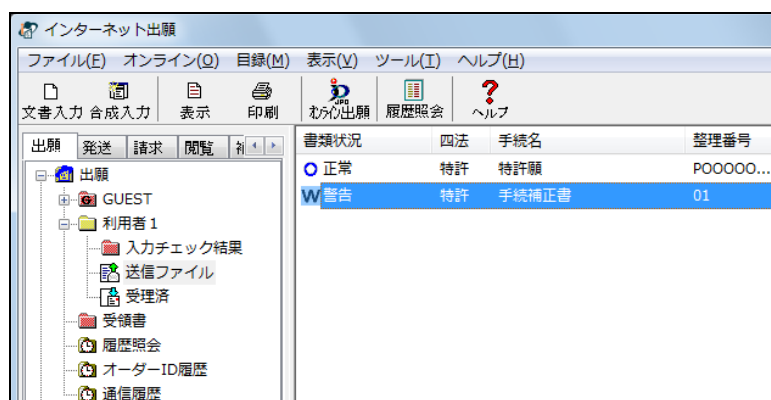 インターネット出願
ファイル(F) オンライン(O) 目録(M) 表示(V) ツール(T) ヘルプ(H)
文書入力 合成入力 表示 印刷 オンライン出願 履歴照会 ヘルプ
出願 発送 請求 閲覧
書類状況 四法 手続名 整理番号
正常 特許 特許願 P00000...
W 警告 特許 手続補正書 01
出願
GUEST
利用者1
入力チェック結果
送信ファイル
受理済
受領書
履歴照会
オーダーID履歴
通信履歴